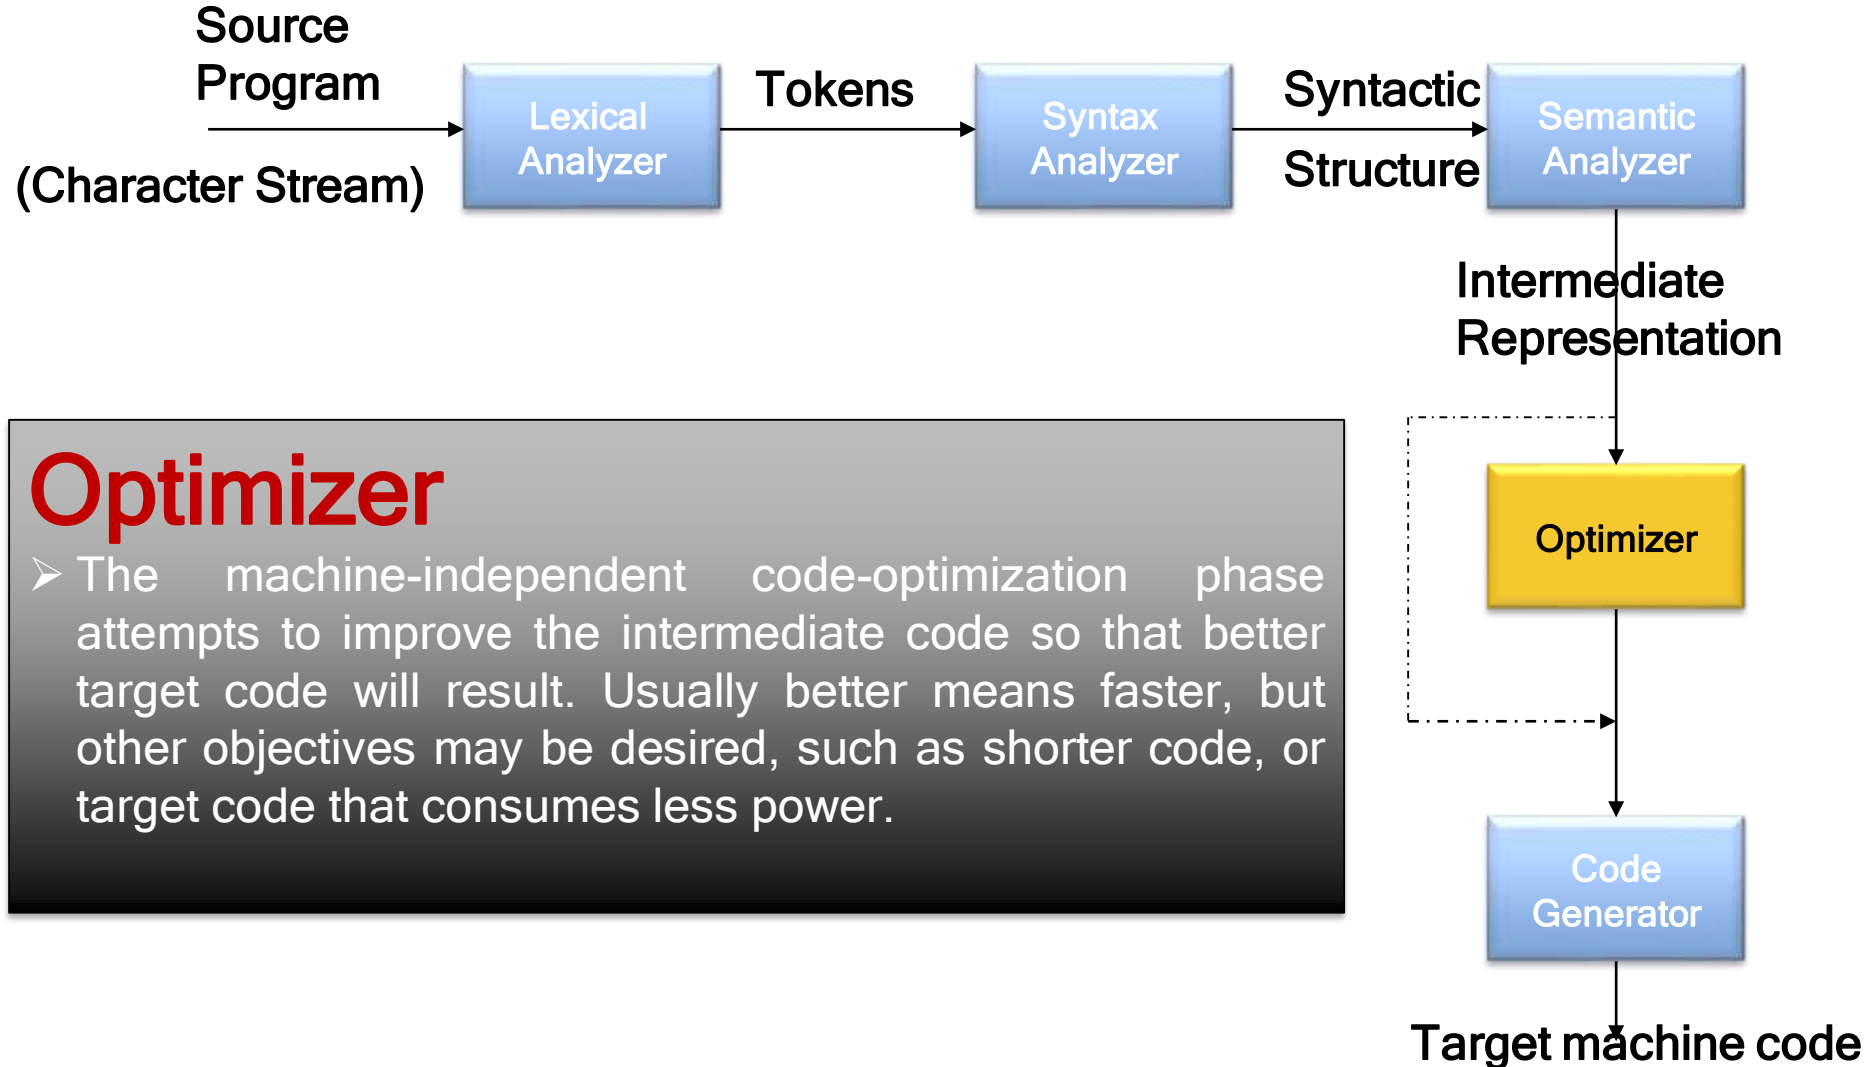 Source
Program
(Character Stream)
Lexical
Analyzer
Tokens
Syntax
Analyzer
Syntactic
Structure
Semantic
Analyzer
Intermediate
Representation
Optimizer
➢ The machine-independent code-optimization phase
attempts to improve the intermediate code so that better
target code will result. Usually better means faster, but
other objectives may be desired, such as shorter code, or
target code that consumes less power.
Optimizer
Code
Generator
Target machine code